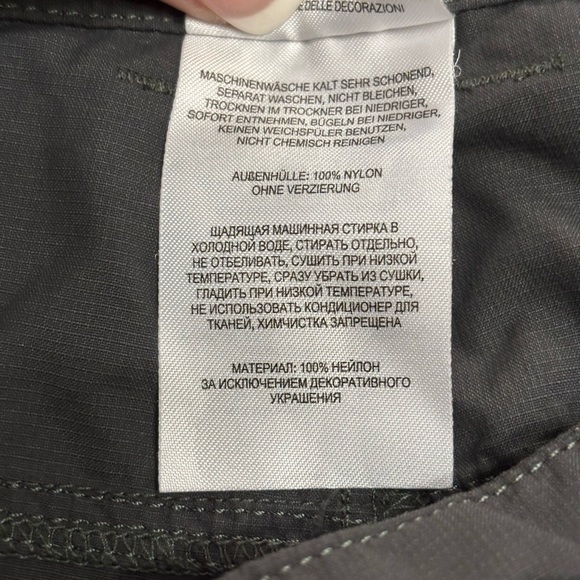 DELLE DECORAZIONI
MASCHINENWÄSCHE KALT SEHR SCHONEND,
SEPARAT WASCHEN, NICHT BLEICHEN,
TROCKNEN IM TROCKNER BEI NIEDRIGER,
SOFORT ENTNEHMEN, BÜGELN BEI NIEDRIGER,
KEINEN WEICHSPÜLER BENUTZEN,
NICHT CHEMISCH REINIGEN
AUßENHÜLLE: 100% NYLON
OHNE VERZIERUNG
ЩАДЯЩАЯ МАШИННАЯ СТИРКА В
ХОЛОДНОЙ ВОДЕ, СТИРАТЬ ОТДЕЛЬНО,
НЕ ОТБЕЛИВАТЬ, СУШИТЬ ПРИ НИЗКОЙ
ТЕМПЕРАТУРЕ, СРАЗУ УБРАТЬ ИЗ СУШКИ,
ГЛАДИТЬ ПРИ НИЗКОЙ ТЕМПЕРАТУРЕ,
НЕ ИСПОЛЬЗОВАТЬ КОНДИЦИОНЕР ДЛЯ
ТКАНЕЙ, ХИМЧИСТКА ЗАПРЕЩЕНА
МАТЕРИАЛ: 100% НЕЙЛОН
ЗА ИСКЛЮЧЕНИЕМ ДЕКОРАТИВНОГО
УКРАШЕНИЯ